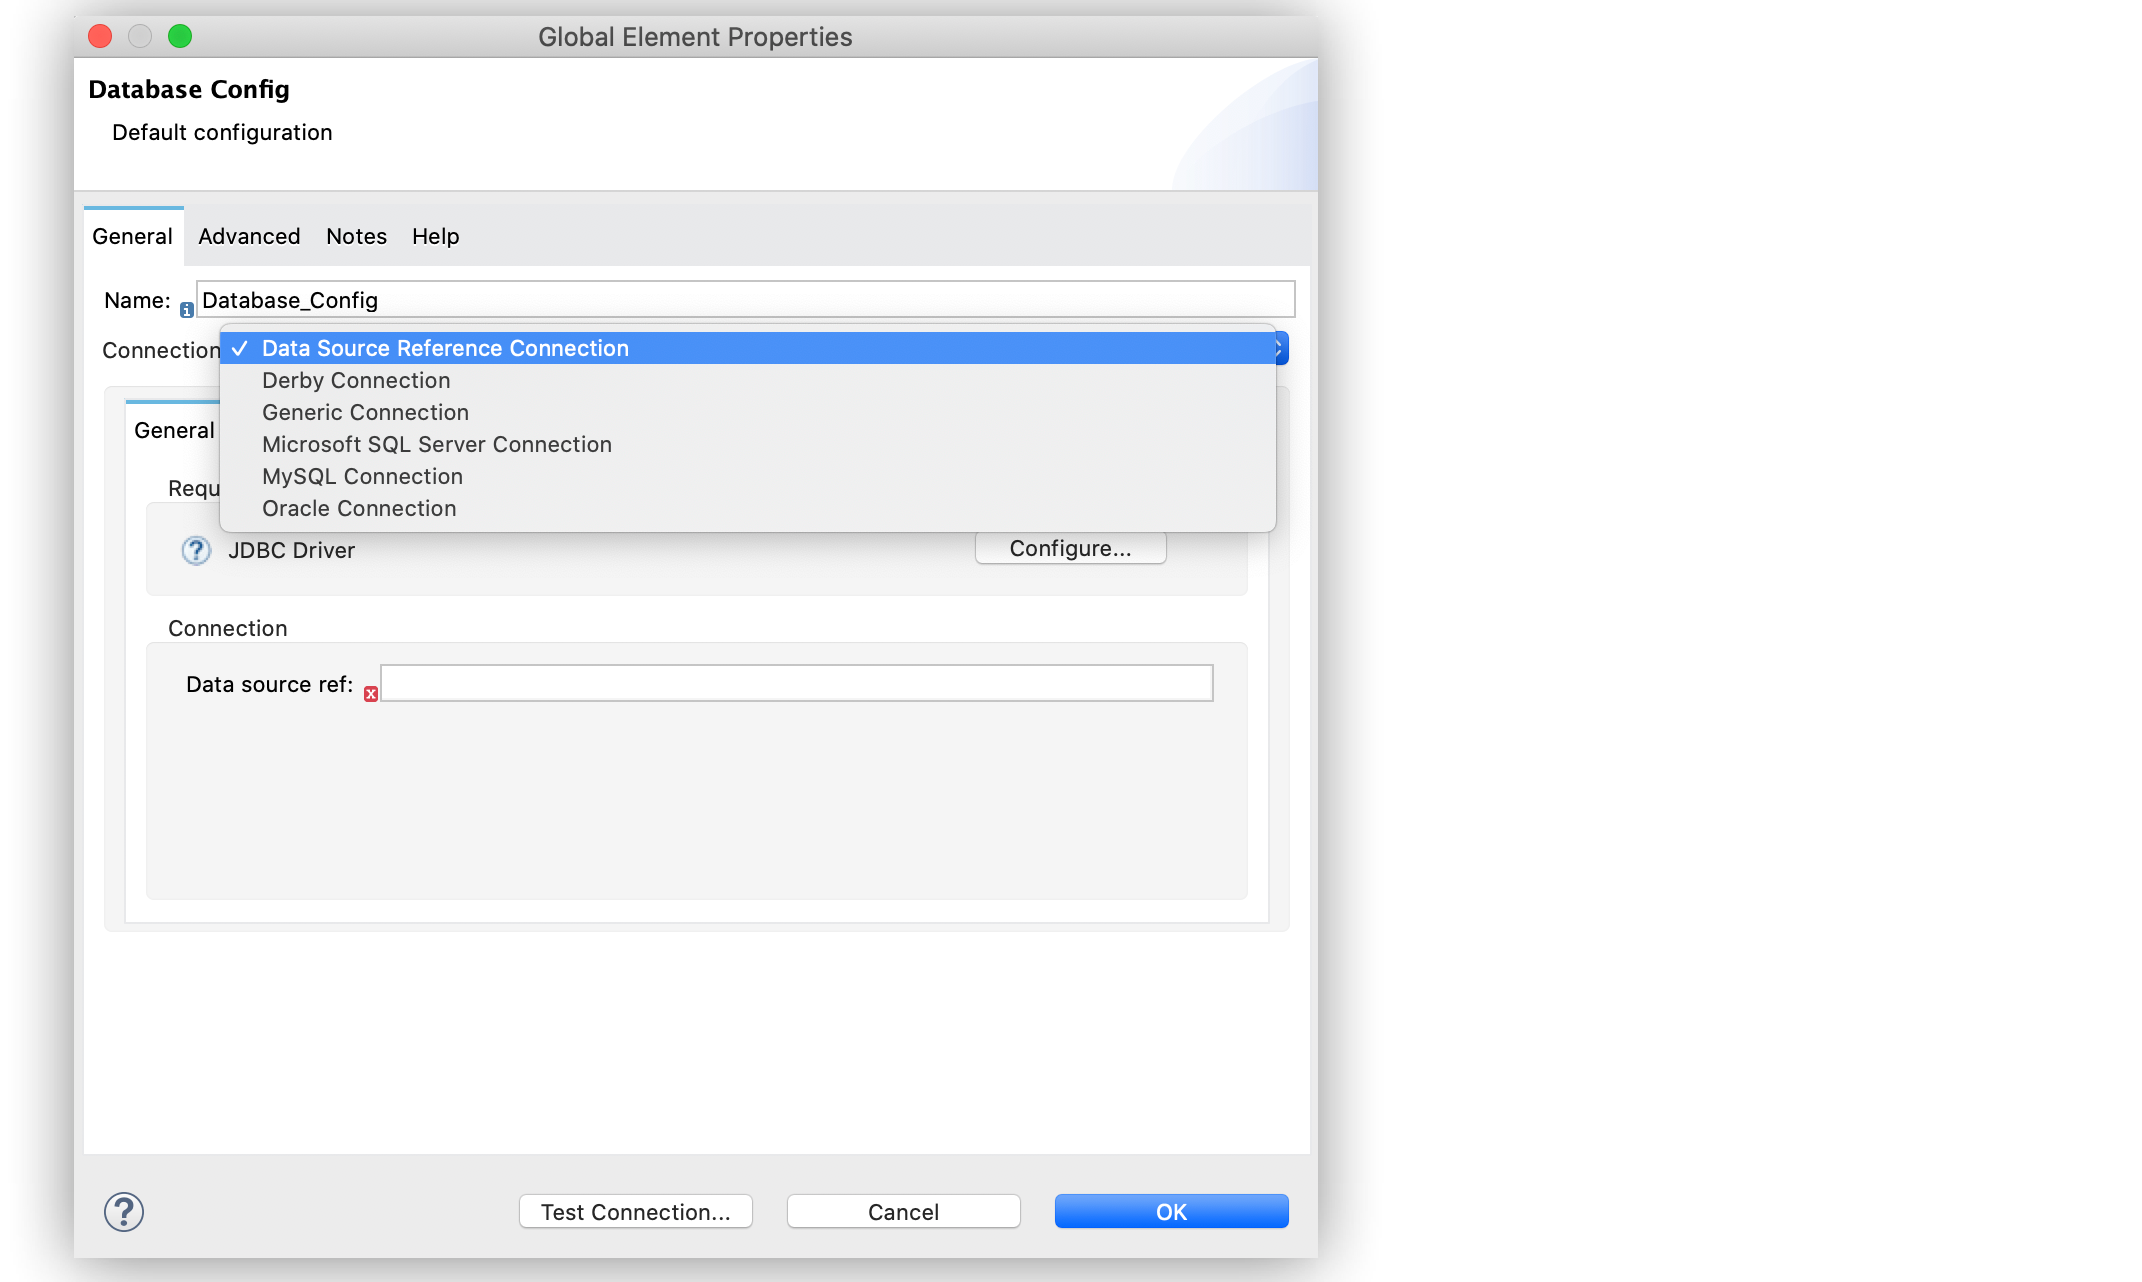 Global Element Properties
Database Config
Default configuration
General Advanced Notes Help
Name: Database_Config
Connection ✓ Data Source Reference Connection
Derby Connection
Generic Connection
General
Microsoft SQL Server Connection
MySQL Connection
Requ
Oracle Connection
JDBC Driver Configure...
Connection
Data source ref:
Test Connection... Cancel OK